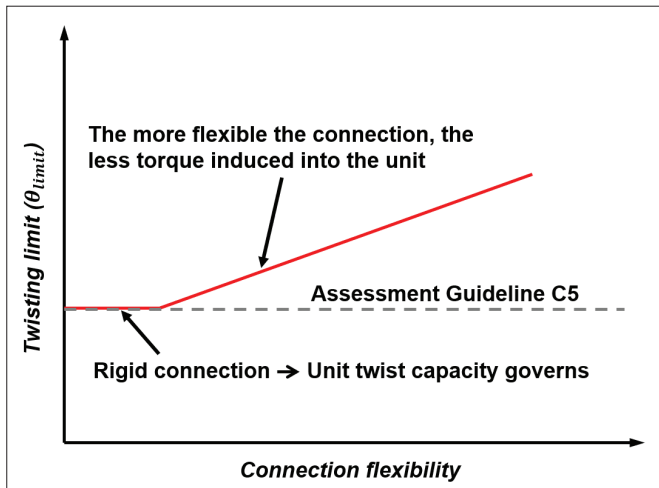 The more flexible the connection, the
less torque induced into the unit
Twisting limit (θlimit)
Assessment Guideline C5
Rigid connection → Unit twist capacity governs
Connection flexibility